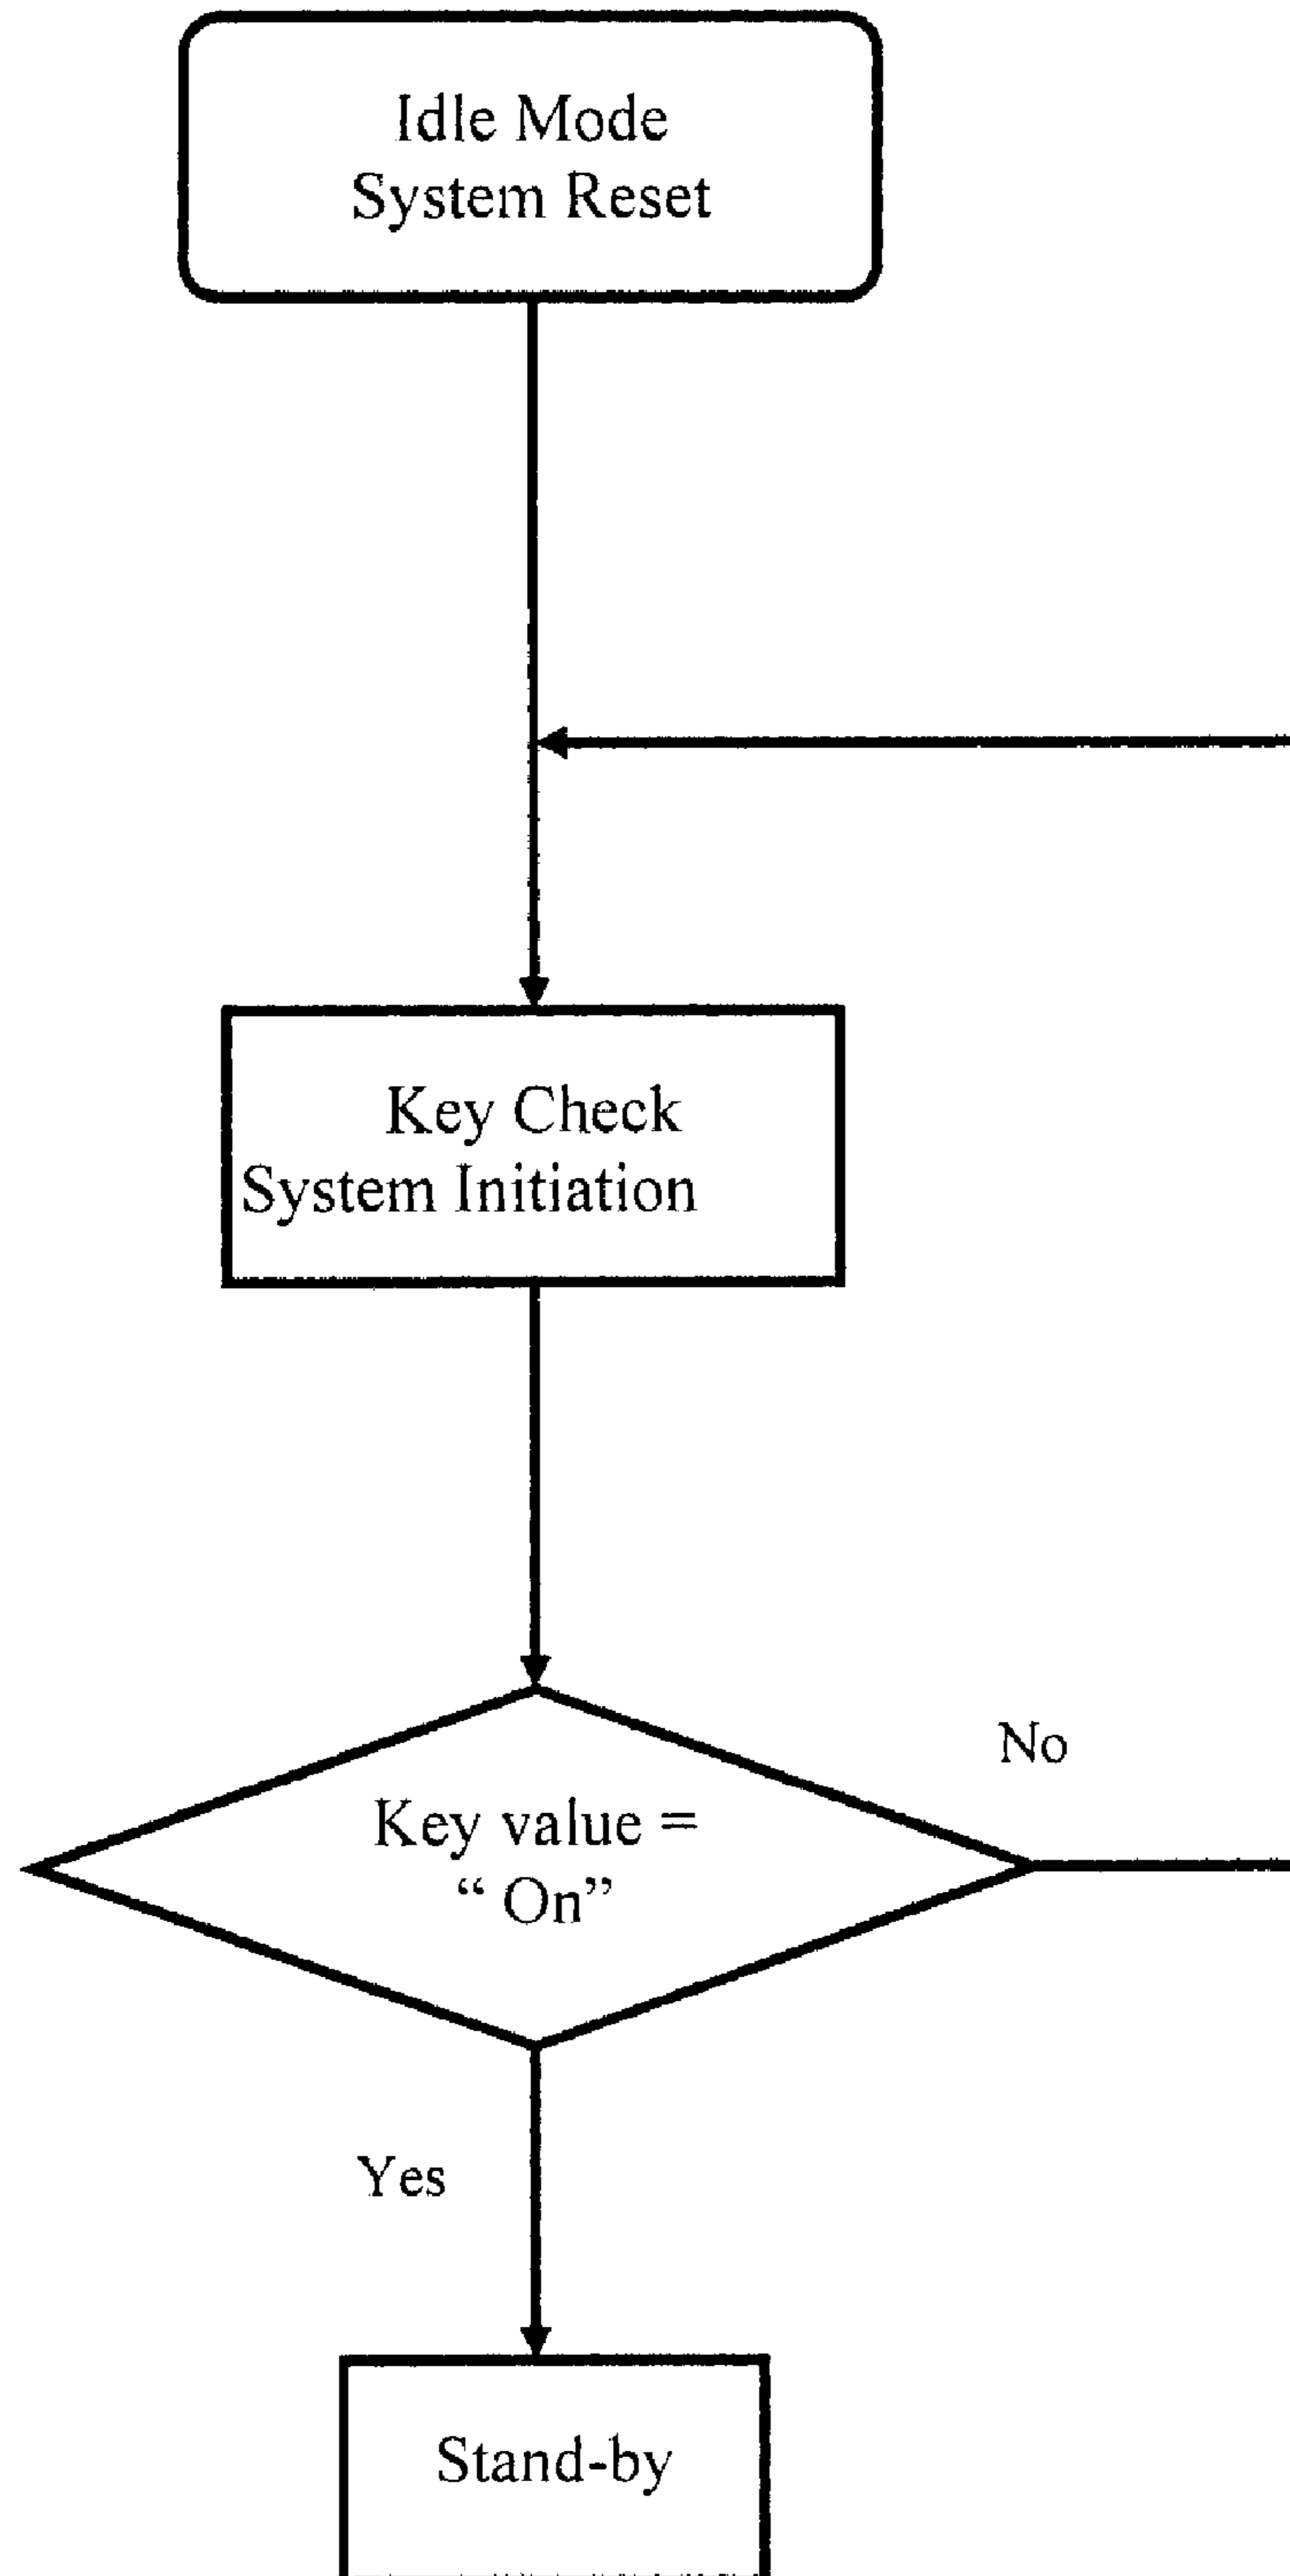 Idle Mode
System Reset
Key Check
System Initiation
No
Key value =
“ On”
Yes
Stand-by